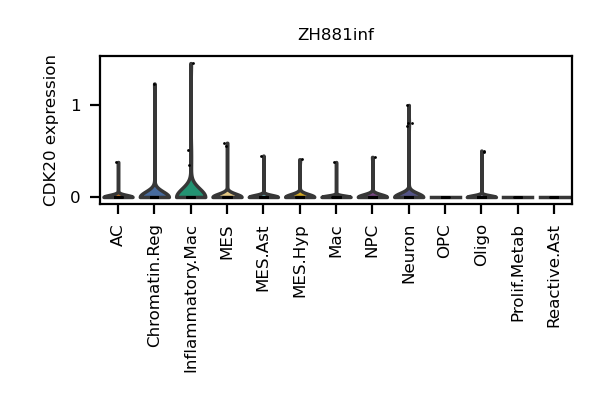 ZH881inf
CDK20 expression
1
0
AC
Chromatin.Reg
Inflammatory.Mac
MES
MES.Ast
MES.Hyp
Mac
NPC
Neuron
OPC
Oligo
Prolif.Metab
Reactive.Ast